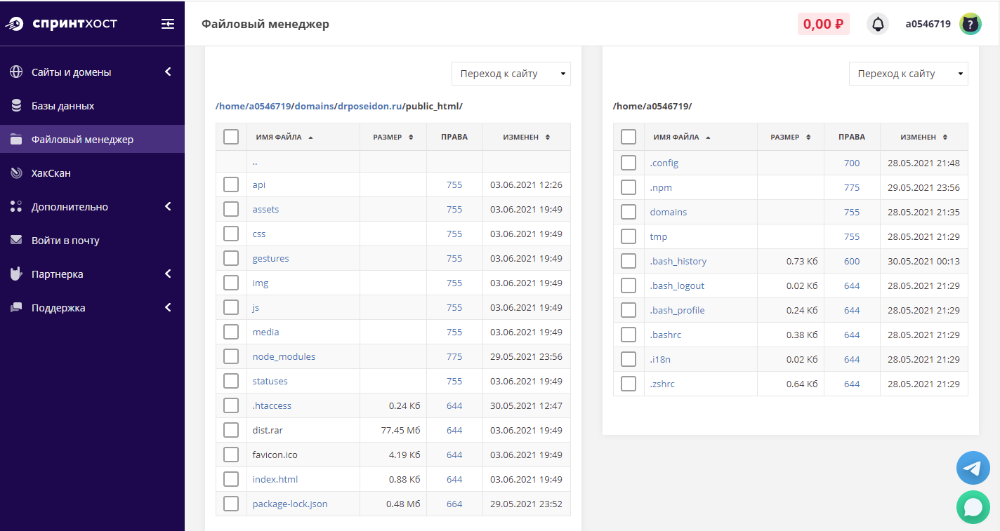 СПРИНТХОСТ
Файловый менеджер
0,00 ₽
a0546719
Сайты и домены
Базы данных
Файловый менеджер
ХакСкан
Дополнительно
Войти в почту
Партнерка
Поддержка
Переход к сайту
/home/a0546719/domains/drposeidon.ru/public_html/
ИМЯ ФАЙЛА РАЗМЕР ПРАВА ИЗМЕНЕН
..
api 755 03.06.2021 12:26
assets 755 03.06.2021 19:49
css 755 03.06.2021 19:49
gestures 755 03.06.2021 19:49
img 755 03.06.2021 19:49
js 755 03.06.2021 19:49
media 755 03.06.2021 19:49
node_modules 775 29.05.2021 23:56
statuses 755 03.06.2021 19:49
.htaccess 0.24 Кб 644 30.05.2021 12:47
dist.rar 77.45 Мб 644 03.06.2021 19:49
favicon.ico 4.19 Кб 644 03.06.2021 19:49
index.html 0.88 Кб 644 03.06.2021 19:49
package-lock.json 0.48 Мб 664 29.05.2021 23:52
Переход к сайту
/home/a0546719/
ИМЯ ФАЙЛА РАЗМЕР ПРАВА ИЗМЕНЕН
.config 700 28.05.2021 21:48
.npm 775 29.05.2021 23:56
domains 755 28.05.2021 21:35
tmp 755 28.05.2021 21:29
.bash_history 0.73 Кб 600 30.05.2021 00:13
.bash_logout 0.02 Кб 644 28.05.2021 21:29
.bash_profile 0.24 Кб 644 28.05.2021 21:29
.bashrc 0.38 Кб 644 28.05.2021 21:29
.i18n 0.02 Кб 644 28.05.2021 21:29
.zshrc 0.64 Кб 644 28.05.2021 21:29